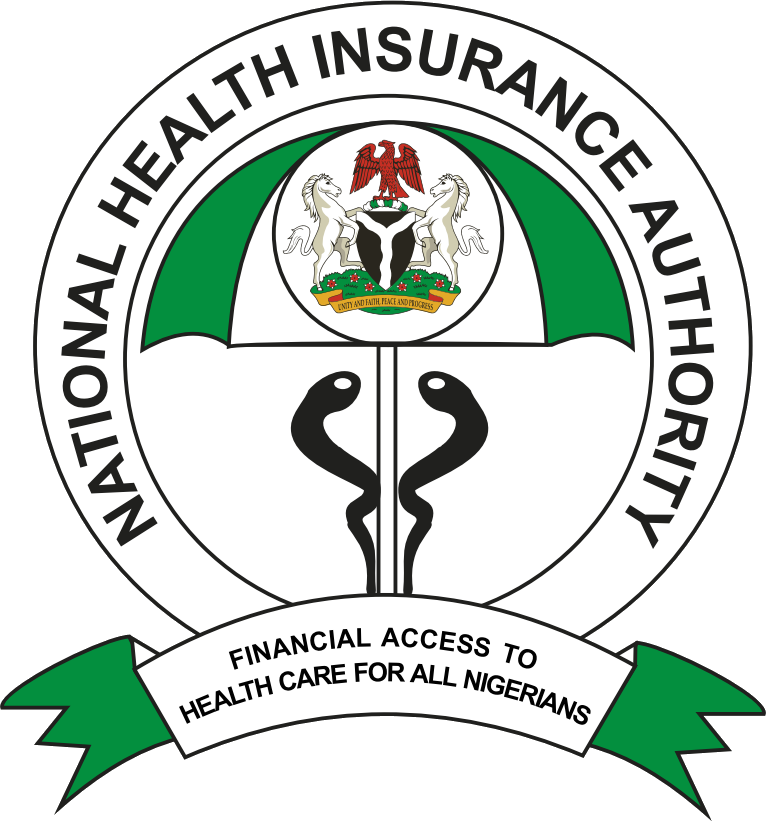 NATIONAL HEALTH INSURANCE AUTHORITY
UNITY AND FAITH, PEACE AND PROGRESS
FINANCIAL ACCESS TO
HEALTH CARE FOR ALL NIGERIANS